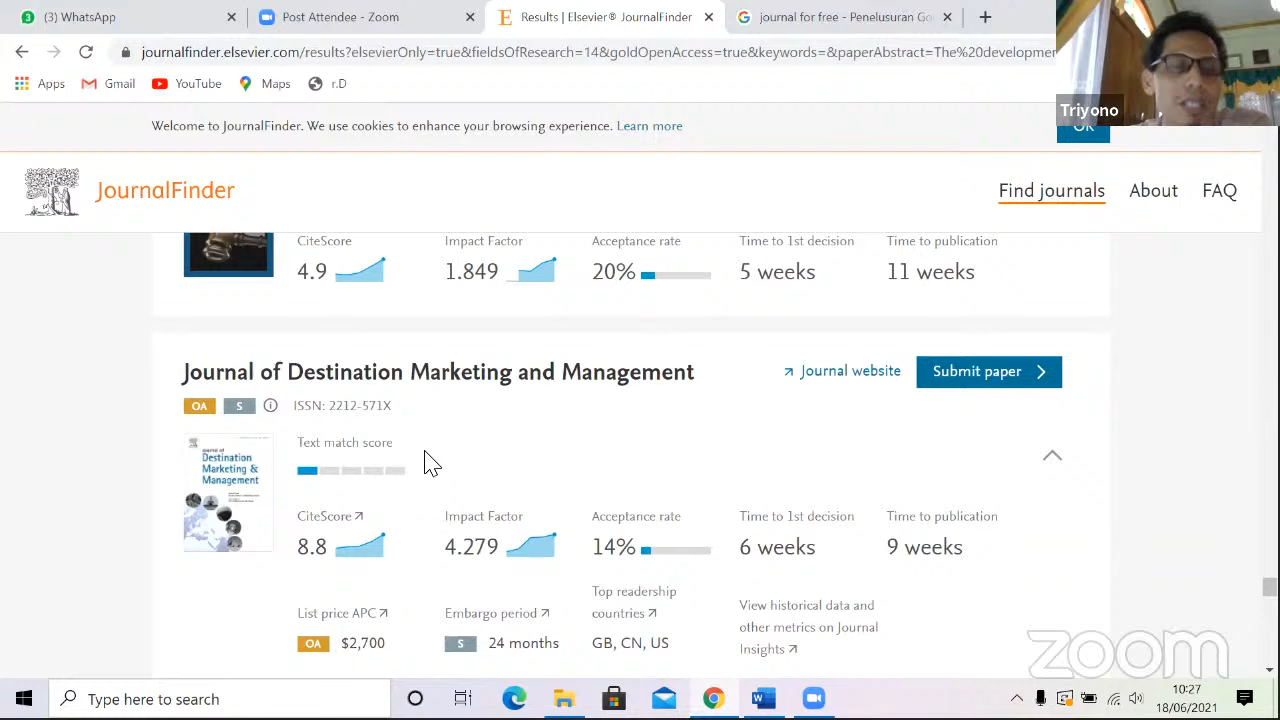 (3) WhatsApp
Post Attendee - Zoom
Results | Elsevier® JournalFinder
journal for free - Penelusuran G
journalfinder.elsevier.com/results?elsevierOnly=true&fieldsOfResearch=14&goldOpenAccess=true&keywords=&paperAbstract=The%20developmen
Apps
Gmail
YouTube
Maps
r.D
Triyono
Welcome to JournalFinder. We use cookies to enhance your browsing experience. Learn more
OK
JournalFinder
Find journals
About
FAQ
CiteScore
Impact Factor
Acceptance rate
Time to 1st decision
Time to publication
4.9
1.849
20%
5 weeks
11 weeks
Journal of Destination Marketing and Management
Journal website
Submit paper
OA
S
ISSN: 2212-571X
Text match score
Journal of
Destination
Marketing &
Management
CiteScore
Impact Factor
Acceptance rate
Time to 1st decision
Time to publication
8.8
4.279
14%
6 weeks
9 weeks
List price APC
Embargo period
Top readership
countries
View historical data and
other metrics on Journal
Insights
OA $2,700
S 24 months
GB, CN, US
zoom
Type here to search
10:27
18/06/2021